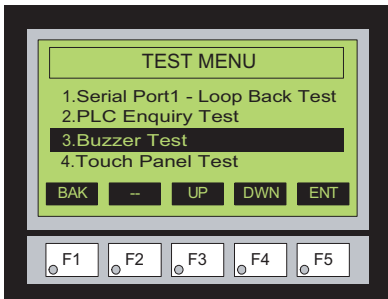 TEST MENU
1.Serial Port1 - Loop Back Test
2.PLC Enquiry Test
3.Buzzer Test
4.Touch Panel Test
BAK -- UP DWN ENT
F1 F2 F3 F4 F5